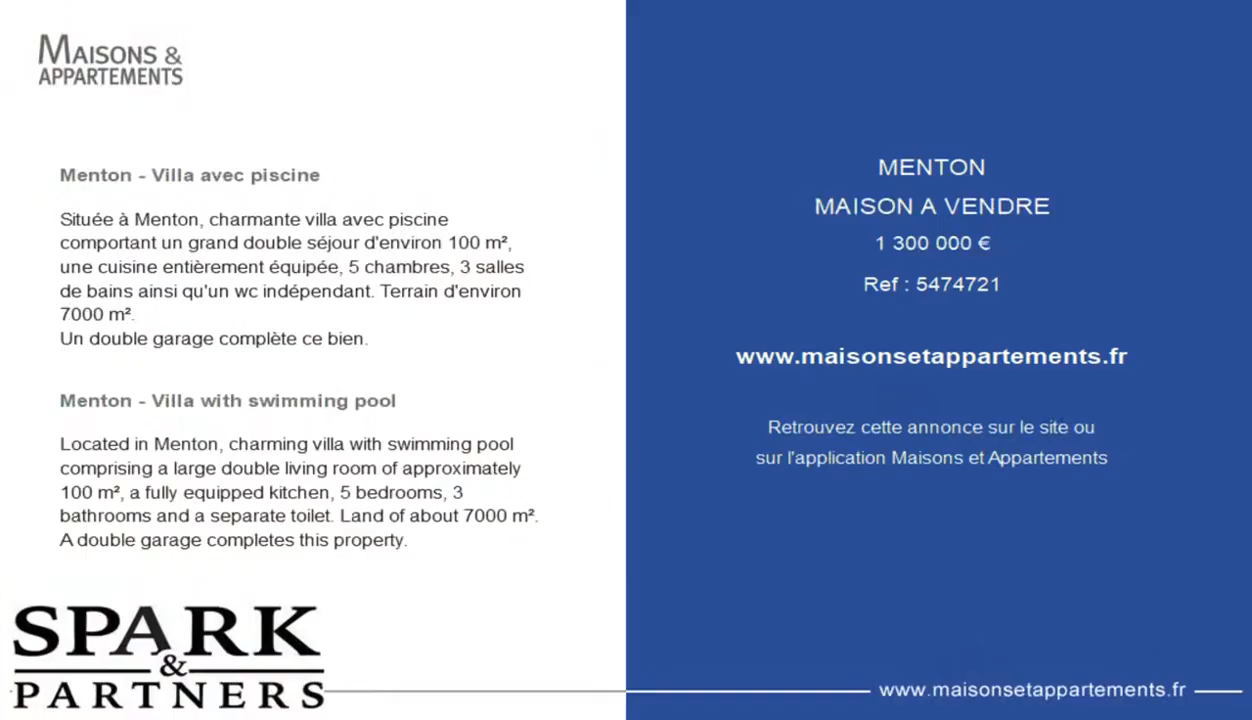 MAISONS &
APPARTEMENTS
Menton - Villa avec piscine
Située à Menton, charmante villa avec piscine
comportant un grand double séjour d'environ 100 m²,
une cuisine entièrement équipée, 5 chambres, 3 salles
de bains ainsi qu'un wc indépendant. Terrain d'environ
7000 m².
Un double garage complète ce bien.
Menton - Villa with swimming pool
Located in Menton, charming villa with swimming pool
comprising a large double living room of approximately
100 m², a fully equipped kitchen, 5 bedrooms, 3
bathrooms and a separate toilet. Land of about 7000 m².
A double garage completes this property.
SPARK
&
PARTNERS
MENTON
MAISON A VENDRE
1 300 000 €
Ref : 5474721
www.maisonsetappartements.fr
Retrouvez cette annonce sur le site ou
sur l'application Maisons et Appartements
www.maisonsetappartements.fr